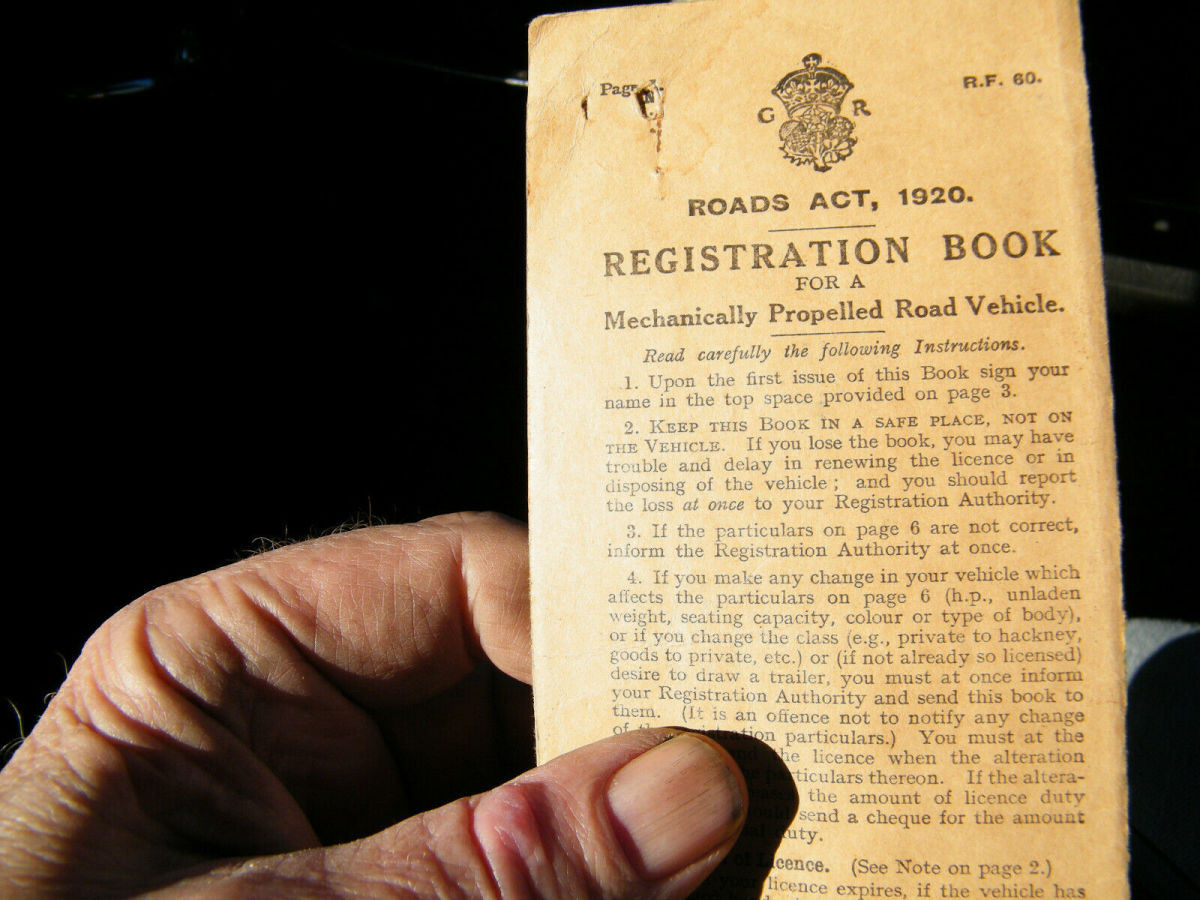 Page
R.F. 60.
G R
ROADS ACT, 1920.
REGISTRATION BOOK
FOR A
Mechanically Propelled Road Vehicle.
Read carefully the following Instructions.
1. Upon the first issue of this Book sign your
name in the top space provided on page 3.
2. KEEP THIS BOOK IN A SAFE PLACE, NOT ON
THE VEHICLE. If you lose the book, you may have
trouble and delay in renewing the licence or in
disposing of the vehicle; and you should report
the loss at once to your Registration Authority.
3. If the particulars on page 6 are not correct,
inform the Registration Authority at once.
4. If you make any change in your vehicle which
affects the particulars on page 6 (h.p., unladen
weight, seating capacity, colour or type of body),
or if you change the class (e.g., private to hackney,
goods to private, etc.) or (if not already so licensed)
desire to draw a trailer, you must at once inform
your Registration Authority and send this book to
them. (It is an offence not to notify any change
of particulars.) You must at the
the licence when the alteration
particulars thereon. If the altera-
the amount of licence duty
send a cheque for the amount
duty.
of Licence. (See Note on page 2.)
your licence expires, if the vehicle has